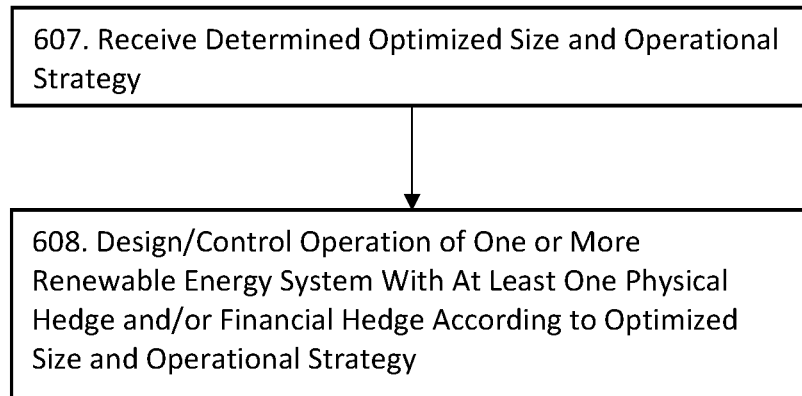 607. Receive Determined Optimized Size and Operational
Strategy
608. Design/Control Operation of One or More
Renewable Energy System With At Least One Physical
Hedge and/or Financial Hedge According to Optimized
Size and Operational Strategy